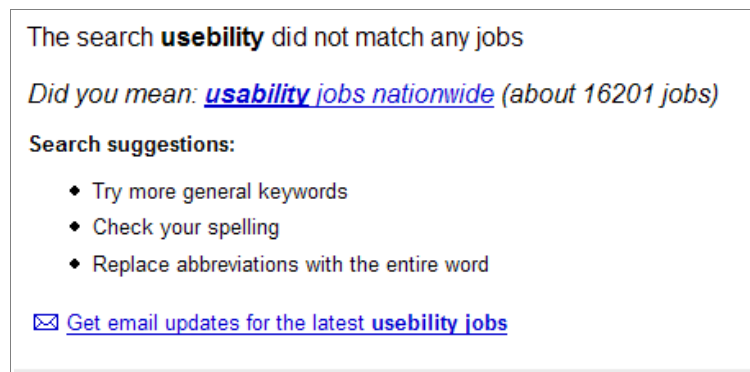 The search usebility did not match any jobs
Did you mean: usability jobs nationwide (about 16201 jobs)
Search suggestions:
Try more general keywords
Check your spelling
Replace abbreviations with the entire word
Get email updates for the latest usebility jobs